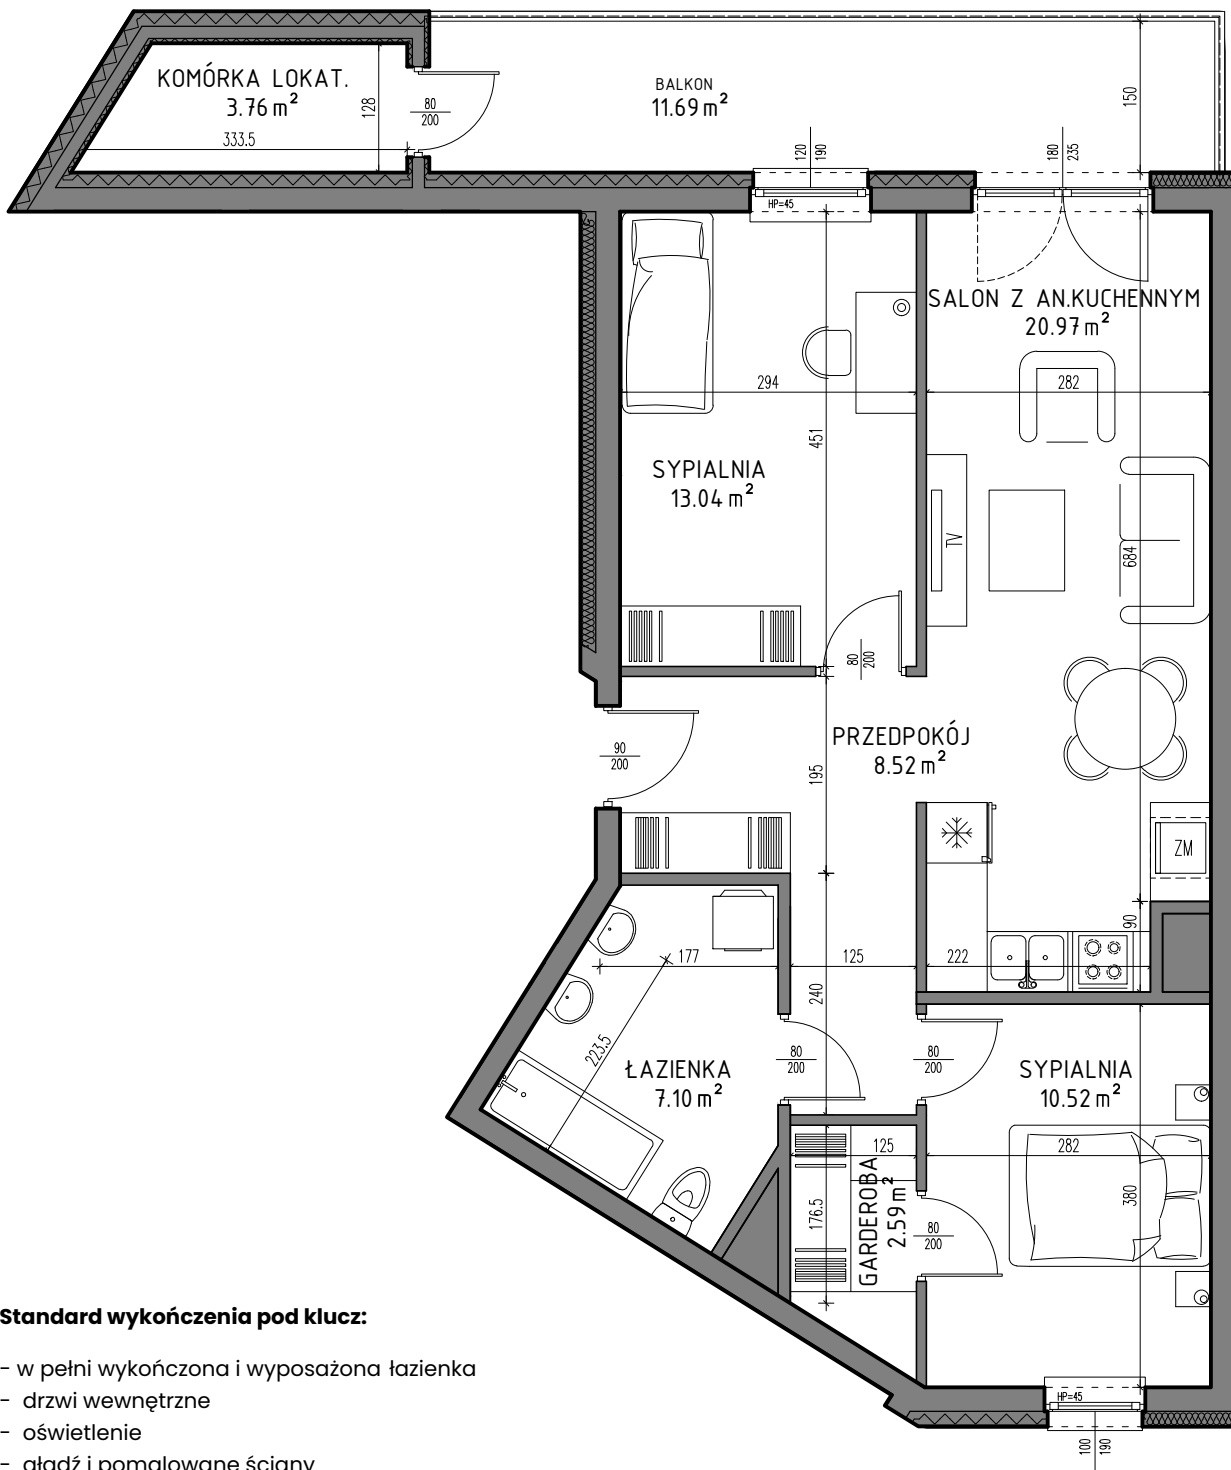 KOMÓRKA LOKAT.
3.76 m²
128
333.5
80
200
BALKON
11.69 m²
150
120
190
HP=45
180
235
SALON Z AN.KUCHENNYM
20.97 m²
294
282
451
SYPIALNIA
13.04 m²
TV
684
80
200
90
200
PRZEDPOKÓJ
8.52 m²
195
ZM
90
177
125
222
240
223.5
ŁAZIENKA
7.10 m²
80
200
80
200
SYPIALNIA
10.52 m²
125
282
GARDEROBA
2.59 m²
176.5
380
80
200
HP=45
100
190
Standard wykończenia pod klucz:
- w pełni wykończona i wyposażona łazienka
- drzwi wewnętrzne
- oświetlenie
- gładź i pomalowane ściany